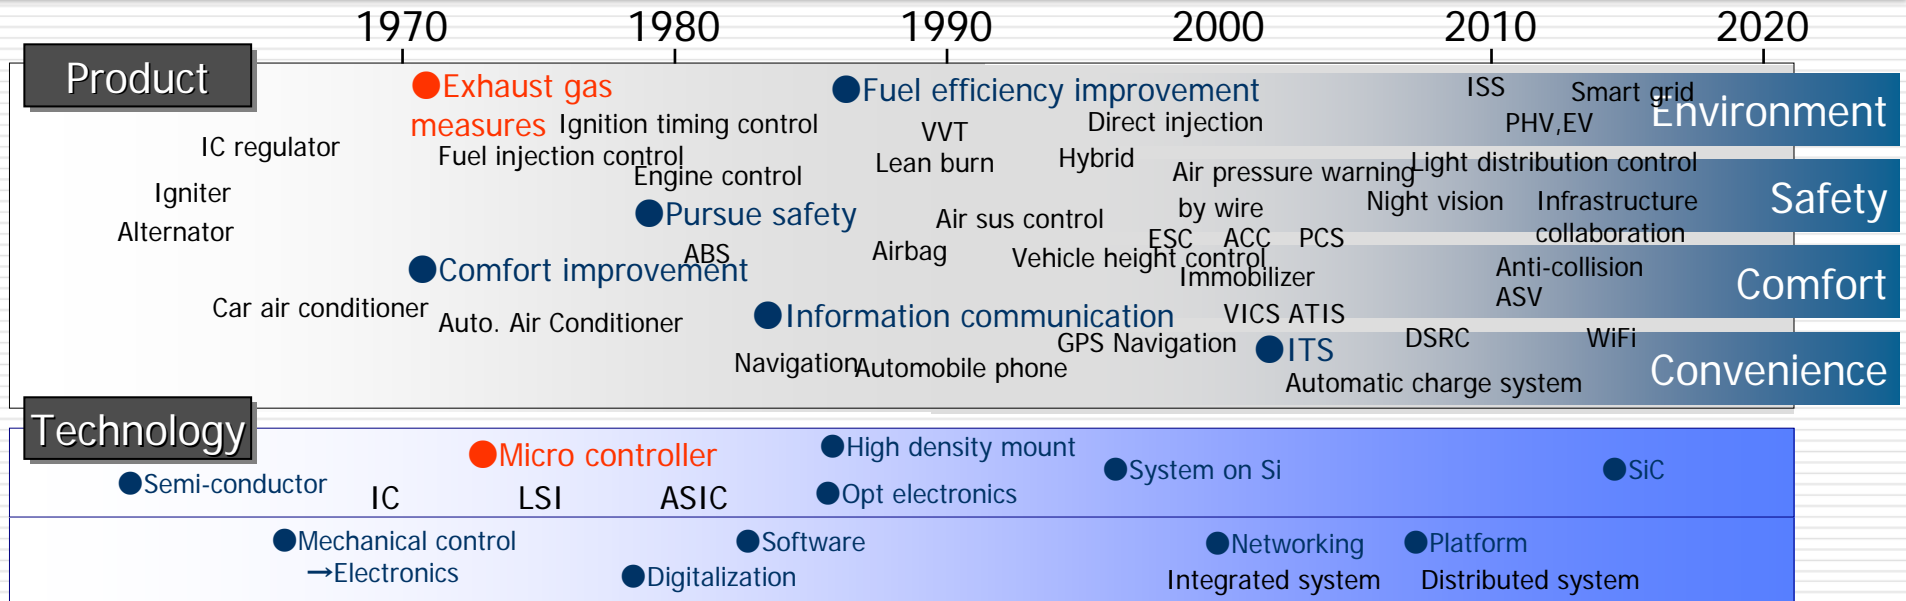 1970 1980 1990 2000 2010 2020
Product
Exhaust gas
measures
Fuel efficiency improvement
ISS
Smart grid
Environment
IC regulator
Ignition timing control
VVT
Direct injection
PHV,EV
Fuel injection control
Lean burn
Hybrid
Engine control
Igniter
Alternator
Pursue safety
Air pressure warning
Light distribution control
Safety
Air sus control
by wire
Night vision
Infrastructure
collaboration
ABS
Airbag
ESC ACC PCS
Comfort improvement
Vehicle height control
Immobilizer
Anti-collision
ASV
Comfort
Car air conditioner
Auto. Air Conditioner
Information communication
VICS ATIS
GPS Navigation
ITS
DSRC
WiFi
Navigation
Automobile phone
Automatic charge system
Convenience
Technology
Semi-conductor
Micro controller
High density mount
System on Si
SiC
IC
LSI
ASIC
Opt electronics
Mechanical control
→Electronics
Software
Digitalization
Networking
Platform
Integrated system
Distributed system